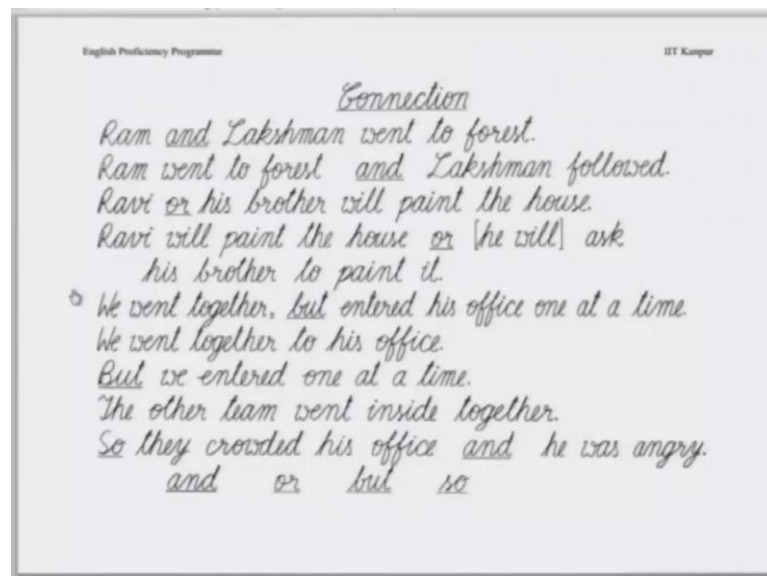 English Proficiency Programme IIT Kanpur
Connection
Ram and Lakshman went to forest.
Ram went to forest and Lakshman followed.
Ravi or his brother will paint the house.
Ravi will paint the house or [he will] ask
his brother to paint it.
We went together, but entered his office one at a time.
We went together to his office.
But we entered one at a time.
The other team went inside together.
So they crowded his office and he was angry.
and or but so